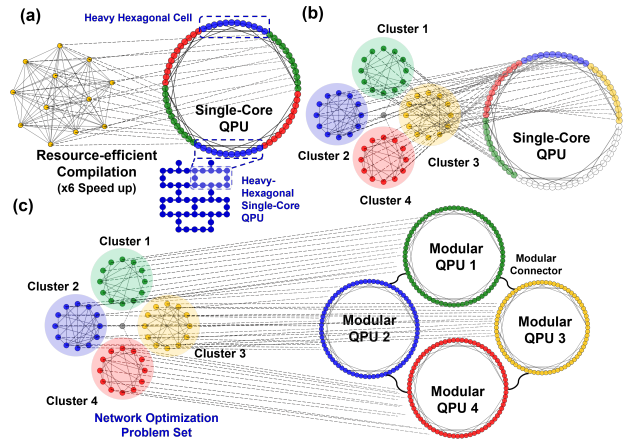 (a)
Heavy Hexagonal Cell
Single-Core
QPU
Resource-efficient
Compilation
(x6 Speed up)
Heavy-
Hexagonal
Single-Core
QPU
(b)
Cluster 1
Cluster 2
Cluster 3
Cluster 4
Single-Core
QPU
(c)
Cluster 1
Cluster 2
Cluster 3
Cluster 4
Network Optimization
Problem Set
Modular
QPU 1
Modular
Connector
Modular
QPU 2
Modular
QPU 3
Modular
QPU 4